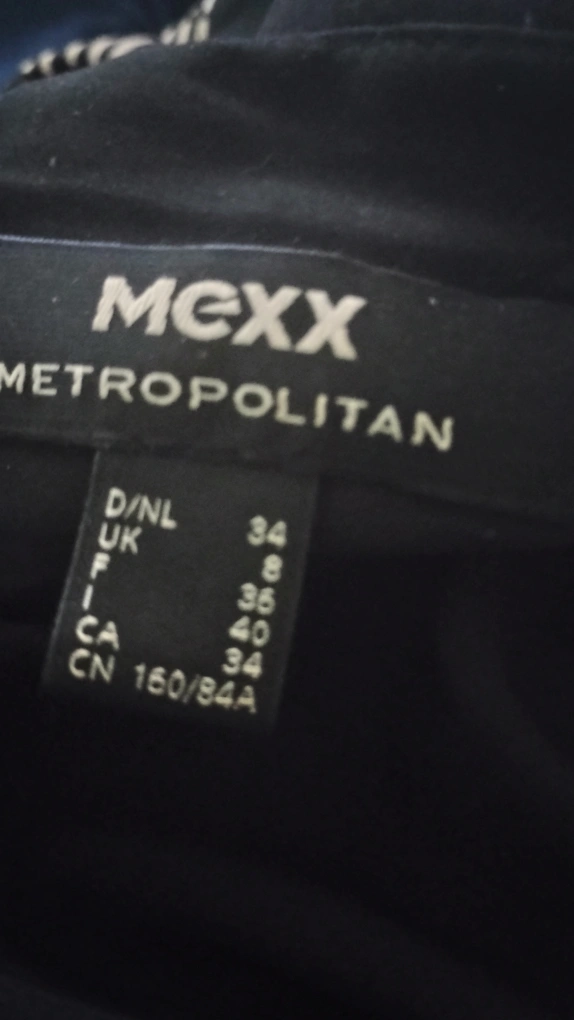 Mexx
METROPOLITAN
D/NL 34
UK 8
F 36
I 40
CA 34
CN 160/84A